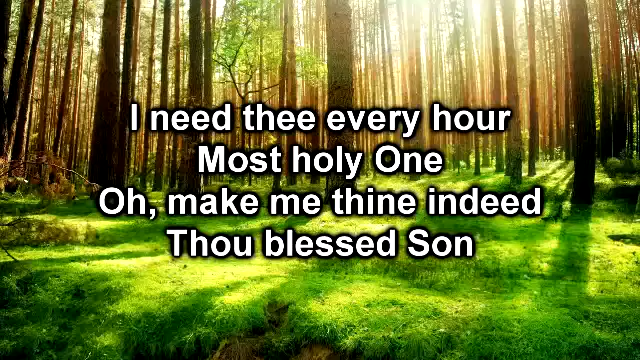 I need thee every hour
Most holy One
Oh, make me thine indeed
Thou blessed Son